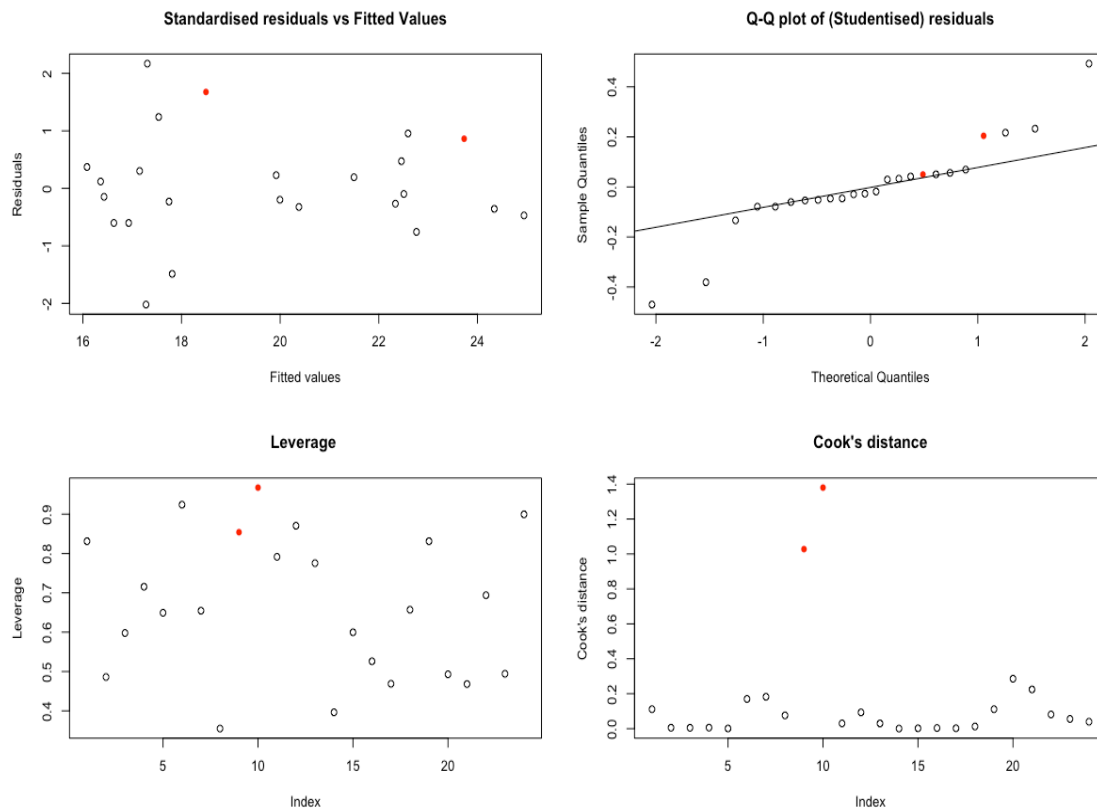 Standardised residuals vs Fitted Values
Residuals
2
1
0
-1
-2
16 18 20 22 24
Fitted values
Q-Q plot of (Studentised) residuals
Sample Quantiles
0.4
0.2
0.0
-0.2
-0.4
-2 -1 0 1 2
Theoretical Quantiles
Leverage
Leverage
0.9
0.8
0.7
0.6
0.5
0.4
5 10 15 20
Index
Cook's distance
Cook's distance
1.4
1.2
1.0
0.8
0.6
0.4
0.2
0.0
5 10 15 20
Index